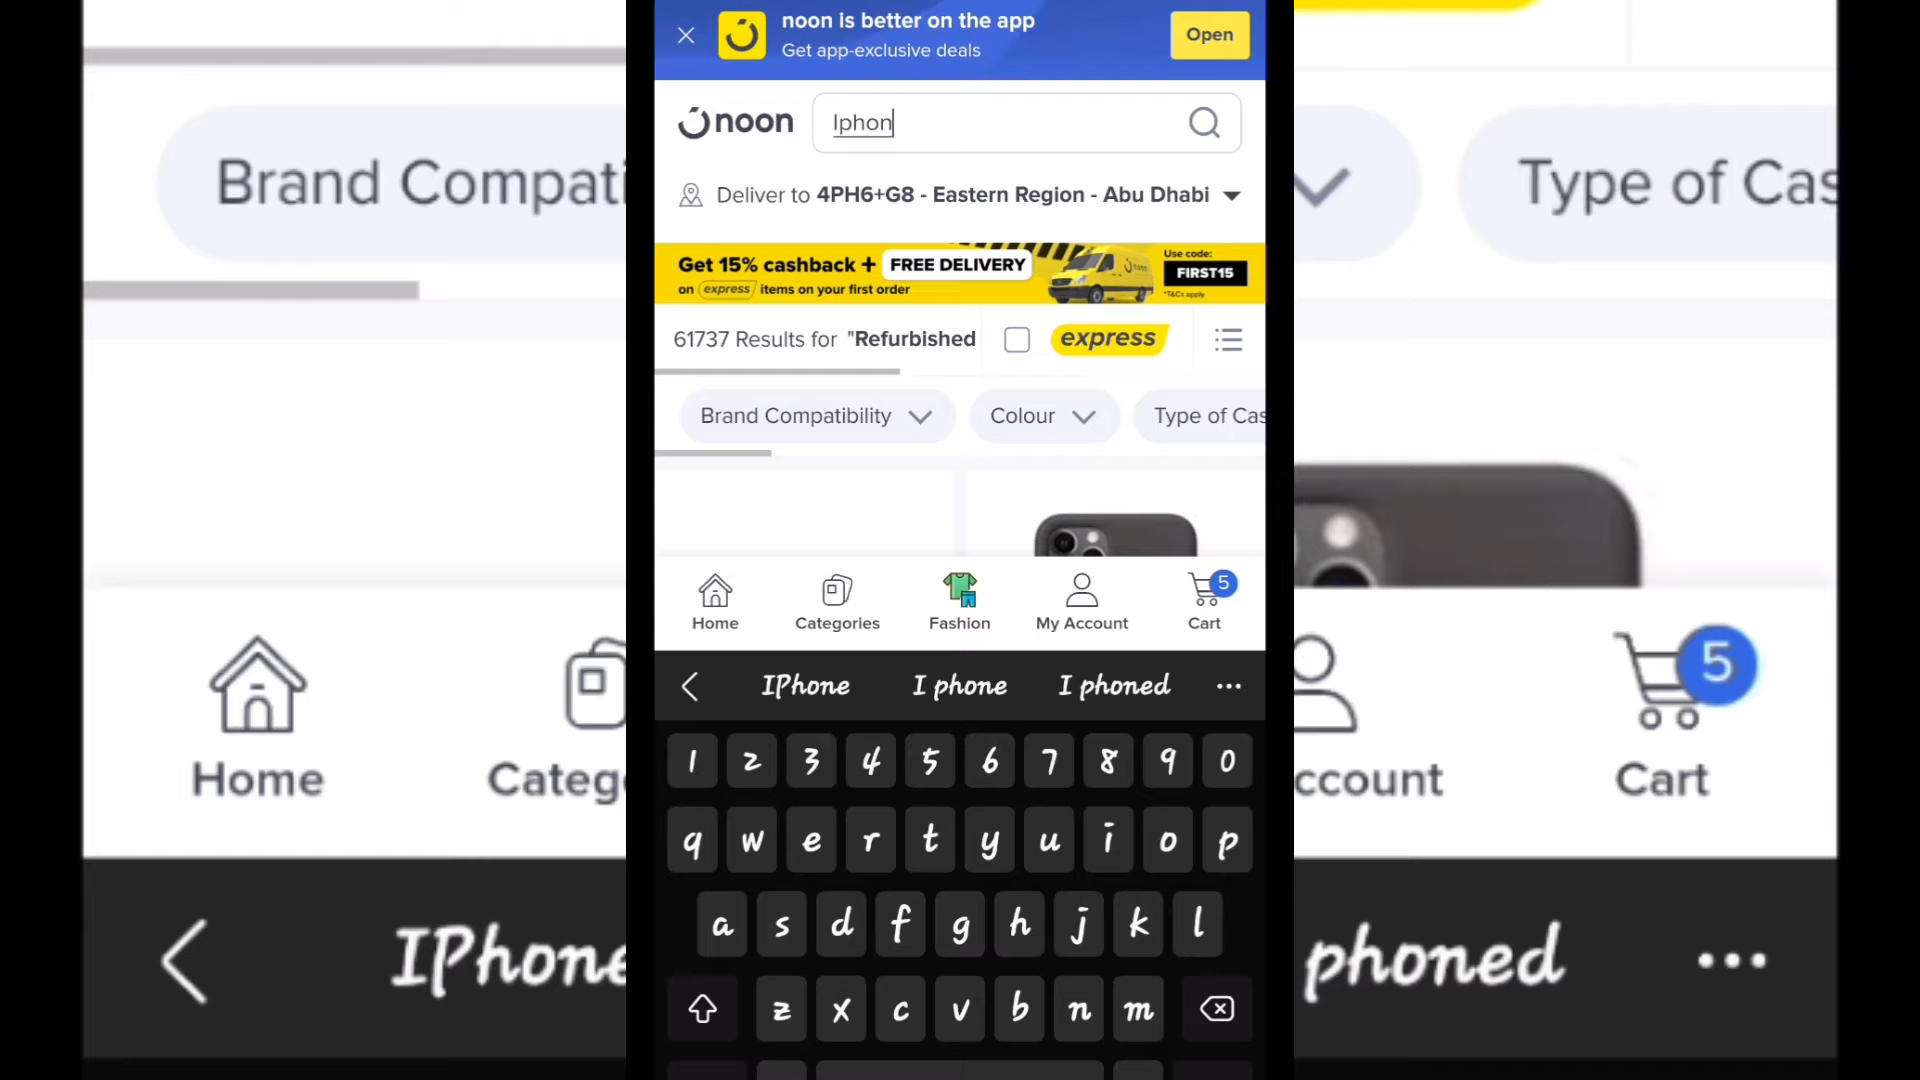 noon is better on the app
Get app-exclusive deals
Open
noon
Iphon
Deliver to 4PH6+G8 - Eastern Region - Abu Dhabi
Get 15% cashback + FREE DELIVERY
on express items on your first order
noon
Use code:
FIRST15
*T&Cs apply
61737 Results for "Refurbished
express
Brand Compatibility
Colour
Type of Cas
Home
Categories
Fashion
My Account
Cart
5
IPhone
I phone
I phoned
...
1 2 3 4 5 6 7 8 9 0
q w e r t y u i o p
a s d f g h j k l
z x c v b n m
Brand Compati
Type of Cas
Home
Categ
ccount
Cart
5
IPhone
phoned
...